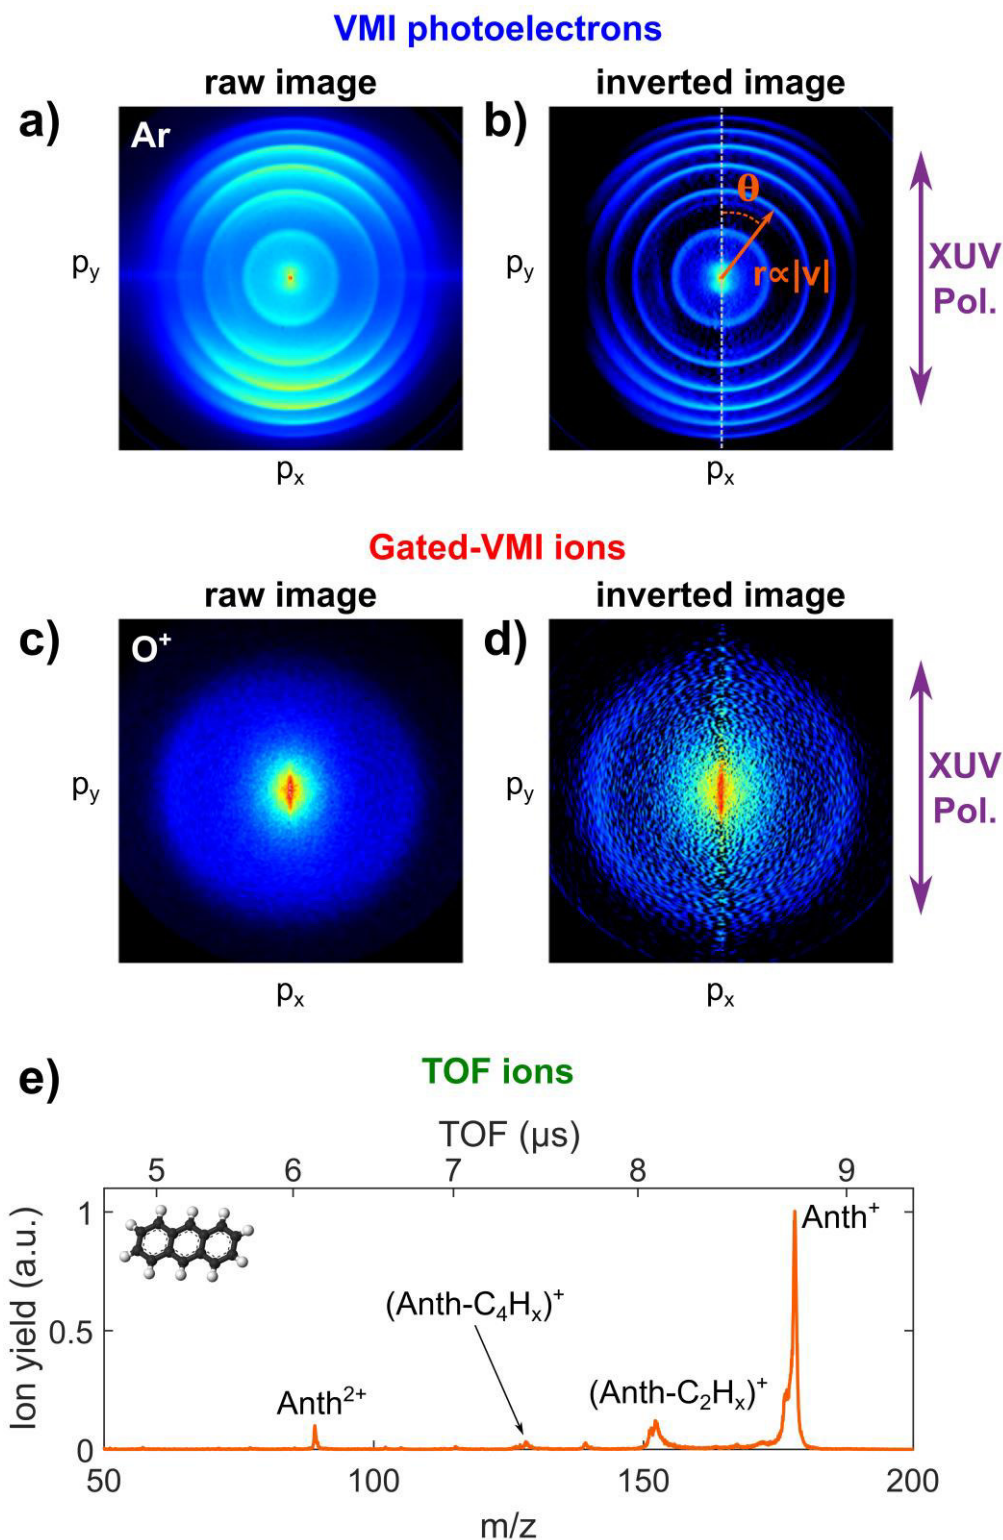 VMI photoelectrons
raw image
inverted image
a)
Ar
b)
θ
r∝|v|
p_y
p_y
XUV
Pol.
p_x
p_x
Gated-VMI ions
raw image
inverted image
c)
O⁺
d)
p_y
p_y
XUV
Pol.
p_x
p_x
e)
TOF ions
TOF (µs)
5 6 7 8 9
Anth⁺
(Anth-C₄Hₓ)⁺
(Anth-C₂Hₓ)⁺
Anth²⁺
Ion yield (a.u.)
1
0.5
0
50 100 150 200
m/z